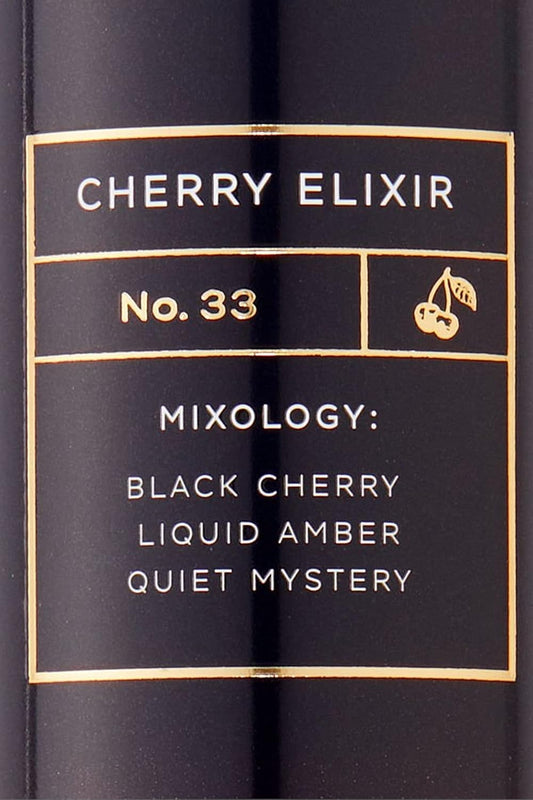 CHERRY ELIXIR
No. 33
MIXOLOGY:
BLACK CHERRY
LIQUID AMBER
QUIET MYSTERY